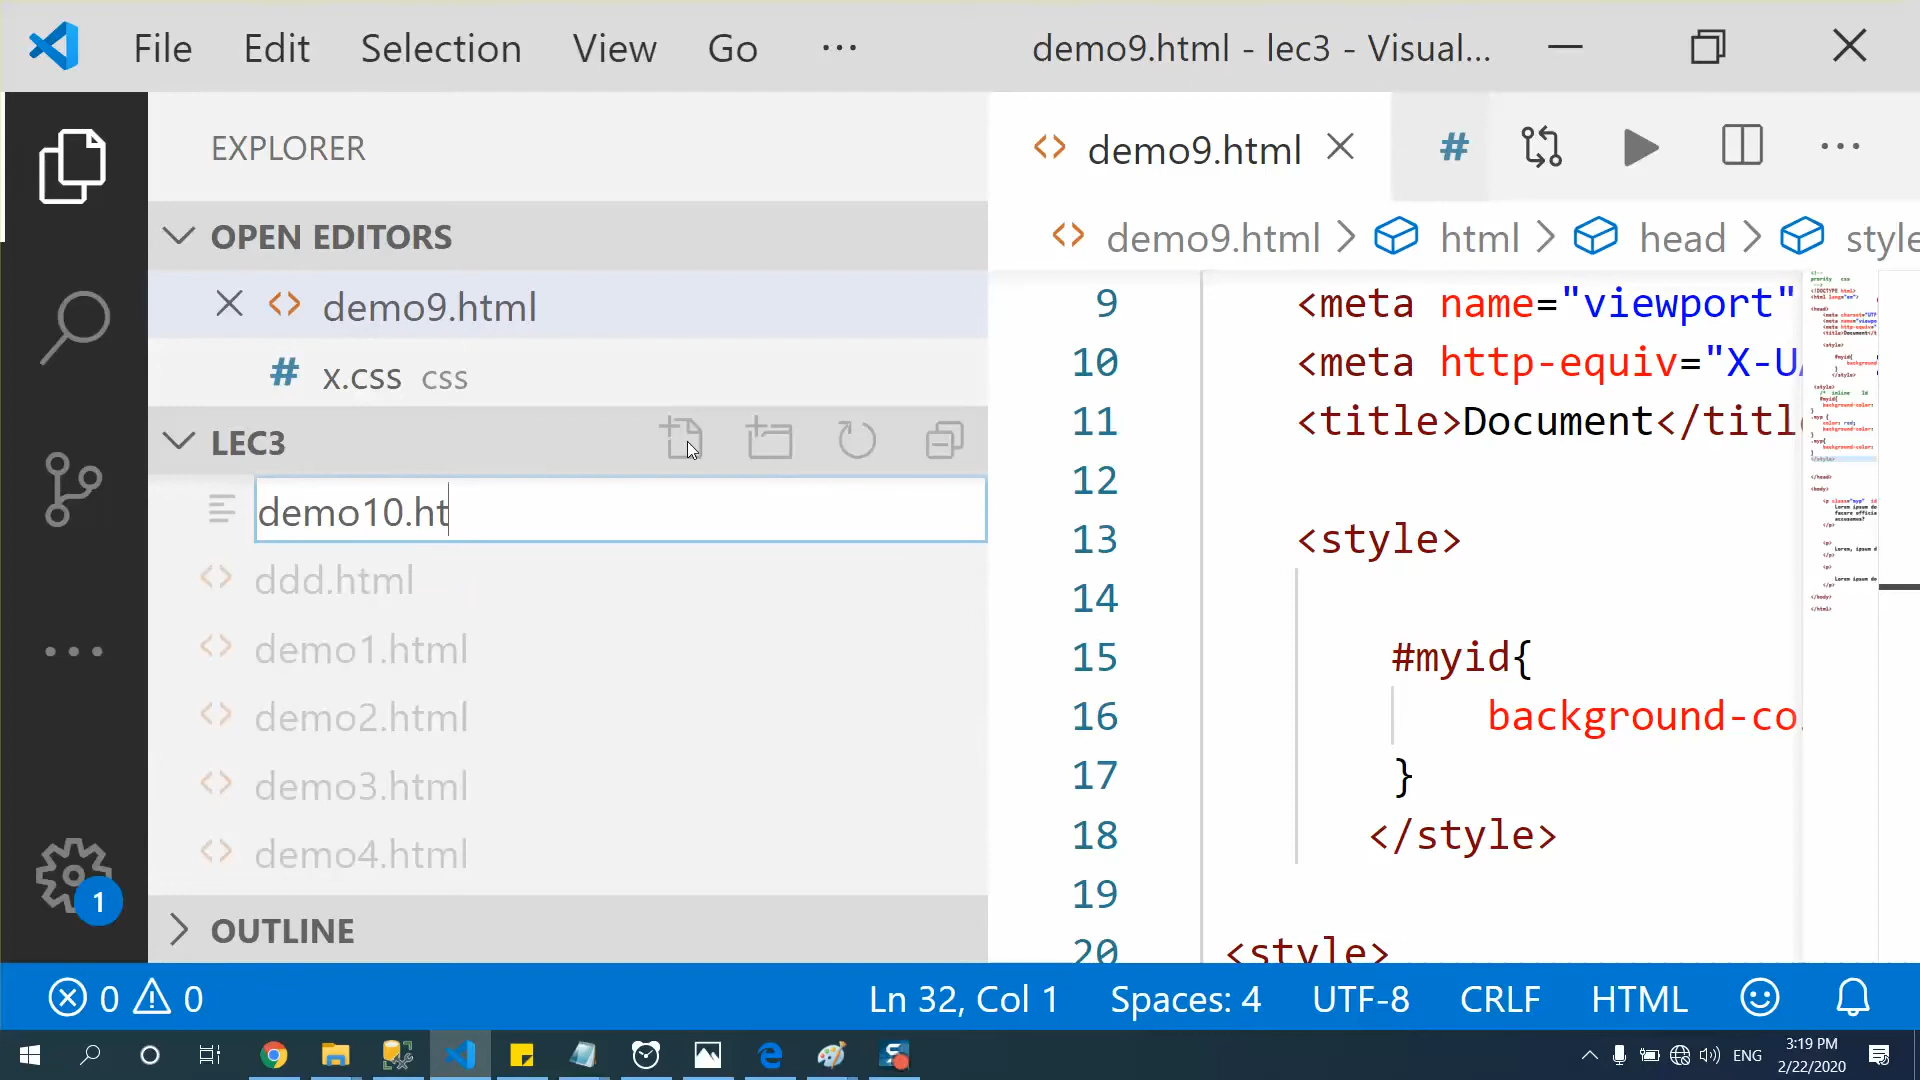 File Edit Selection View Go ··· demo9.html - lec3 - Visual...
EXPLORER
demo9.html
#
OPEN EDITORS
demo9.html > html > head > style
demo9.html
# x.css css
LEC3
demo10.ht
ddd.html
demo1.html
demo2.html
demo3.html
demo4.html
OUTLINE
9 <meta name="viewport"
10 <meta http-equiv="X-U
11 <title>Document</titl
12
13 <style>
14
15 #myid{
16 background-co
17 }
18 </style>
19
20 <style>
1
0 0 Ln 32, Col 1 Spaces: 4 UTF-8 CRLF HTML
ENG 3:19 PM
2/22/2020